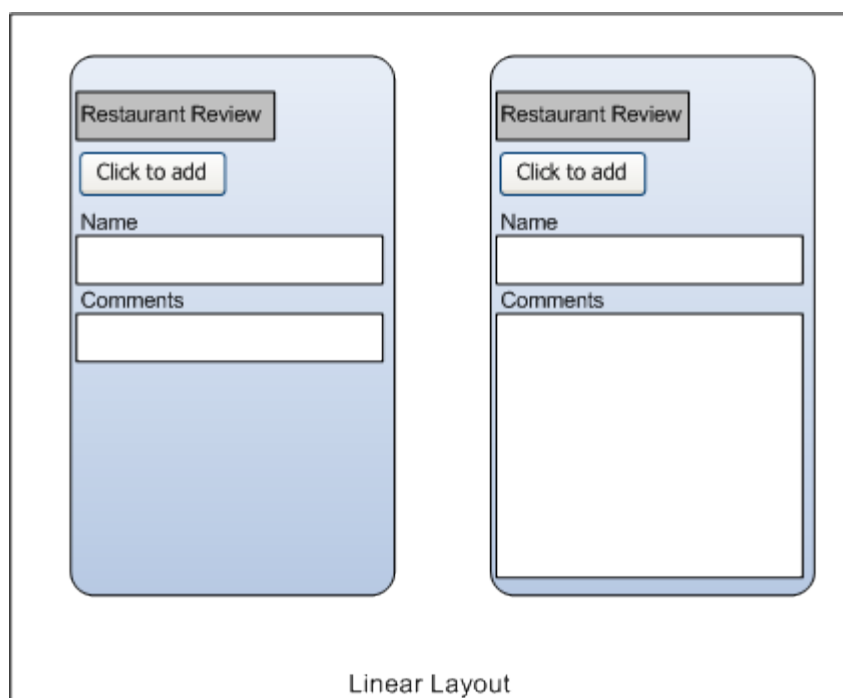 Restaurant Review
Click to add
Name
Comments
Restaurant Review
Click to add
Name
Comments
Linear Layout